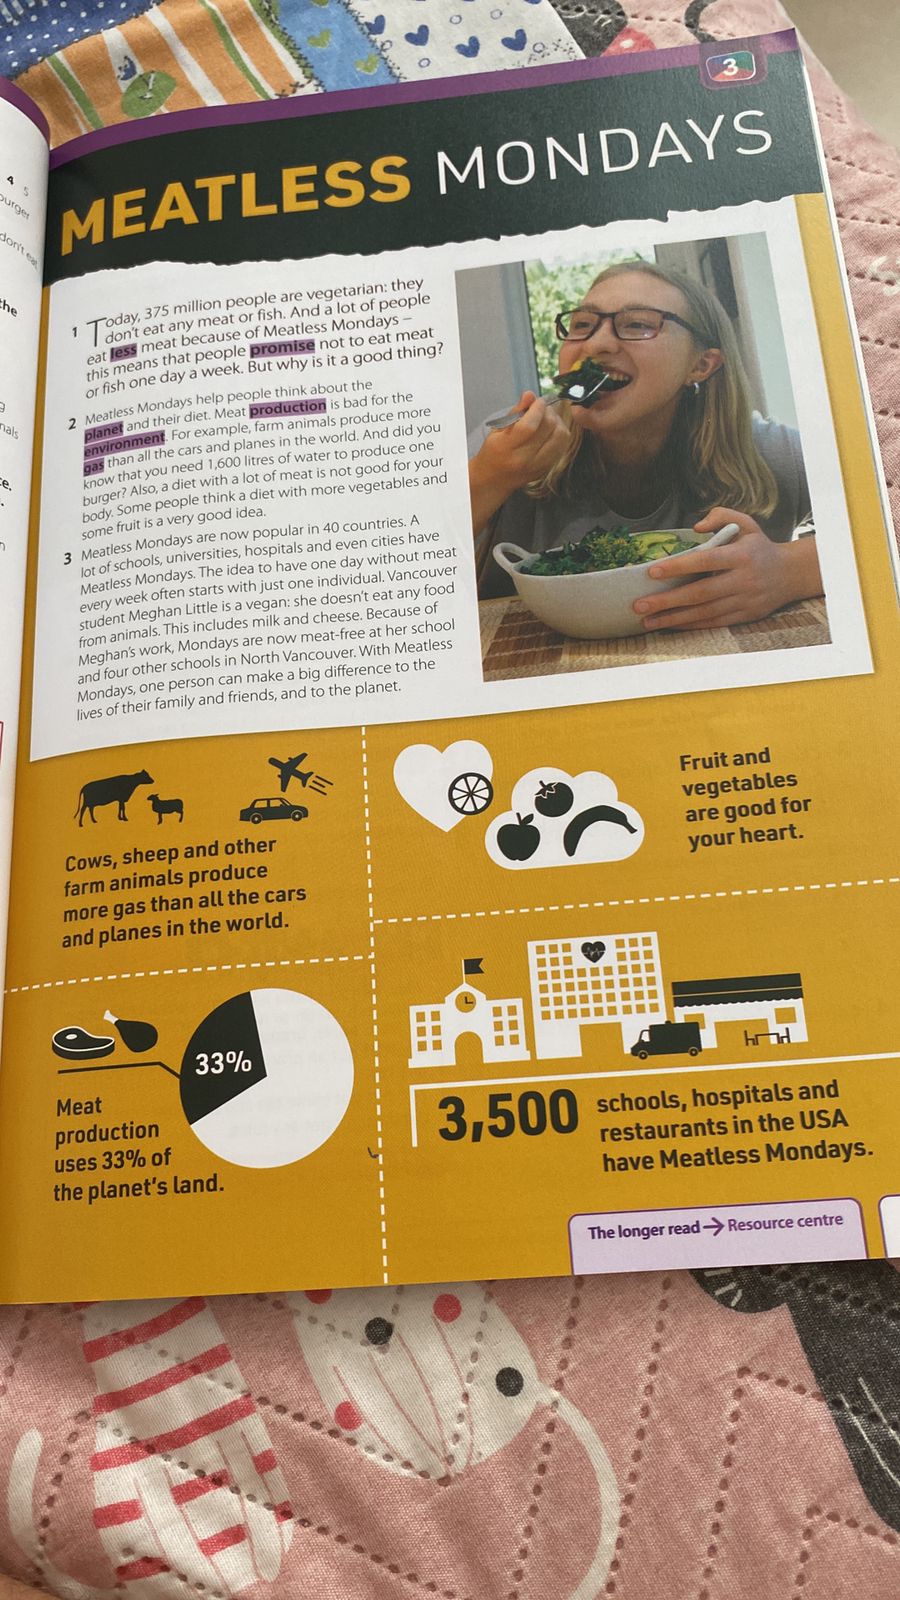 4 5
don't eat
3
MEATLESS MONDAYS
1 Today, 375 million people are vegetarian: they
don't eat any meat or fish. And a lot of people
eat less meat because of Meatless Mondays –
this means that people promise not to eat meat
or fish one day a week. But why is it a good thing?
2 Meatless Mondays help people think about the
planet and their diet. Meat production is bad for the
environment. For example, farm animals produce more
gas than all the cars and planes in the world. And did you
know that you need 1,600 litres of water to produce one
burger? Also, a diet with a lot of meat is not good for your
body. Some people think a diet with more vegetables and
some fruit is a very good idea.
3 Meatless Mondays are now popular in 40 countries. A
lot of schools, universities, hospitals and even cities have
Meatless Mondays. The idea to have one day without meat
every week often starts with just one individual. Vancouver
student Meghan Little is a vegan: she doesn't eat any food
from animals. This includes milk and cheese. Because of
Meghan's work, Mondays are now meat-free at her school
and four other schools in North Vancouver. With Meatless
Mondays, one person can make a big difference to the
lives of their family and friends, and to the planet.
Cows, sheep and other
farm animals produce
more gas than all the cars
and planes in the world.
Fruit and
vegetables
are good for
your heart.
33%
Meat
production
uses 33% of
the planet's land.
3,500 schools, hospitals and
restaurants in the USA
have Meatless Mondays.
The longer read → Resource centre